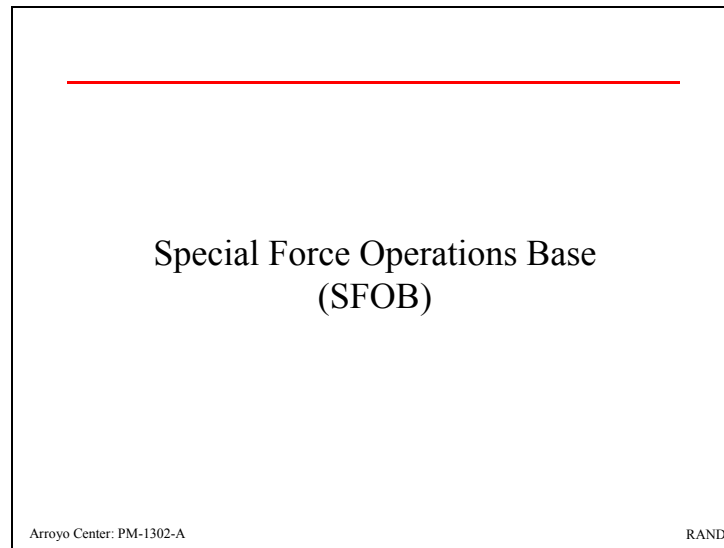 Special Force Operations Base
(SFOB)
Arroyo Center: PM-1302-A
RAND